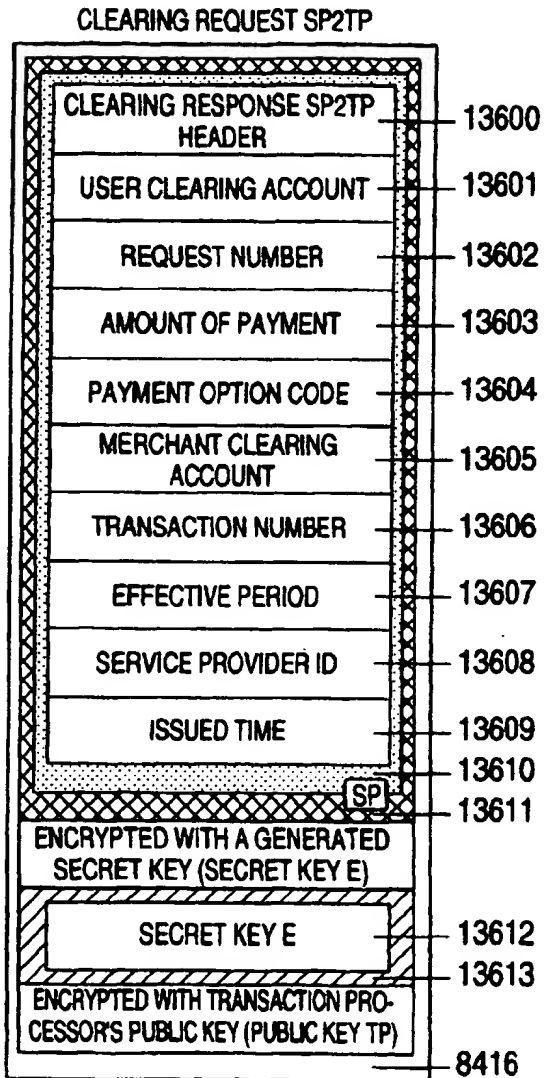 CLEARING REQUEST SP2TP
CLEARING RESPONSE SP2TP
HEADER
13600
USER CLEARING ACCOUNT
13601
REQUEST NUMBER
13602
AMOUNT OF PAYMENT
13603
PAYMENT OPTION CODE
13604
MERCHANT CLEARING
ACCOUNT
13605
TRANSACTION NUMBER
13606
EFFECTIVE PERIOD
13607
SERVICE PROVIDER ID
13608
ISSUED TIME
13609
13610
SP
13611
ENCRYPTED WITH A GENERATED
SECRET KEY (SECRET KEY E)
SECRET KEY E
13612
13613
ENCRYPTED WITH TRANSACTION PRO-
CESSOR'S PUBLIC KEY (PUBLIC KEY TP)
8416